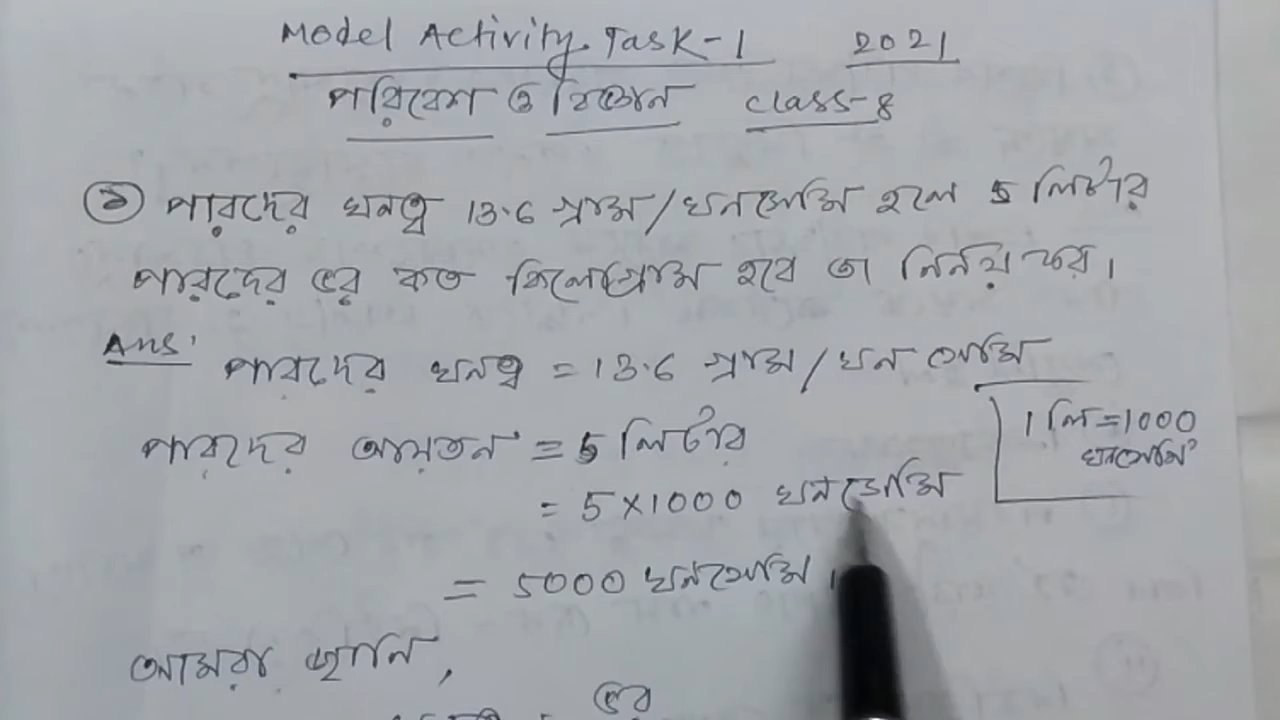 Model Activity Task-1 2021
পরিবেশ ও বিজ্ঞান class-8
১ পারদের ঘনত্ব 13.6 গ্রাম/ঘনসেমি হলে 5 লিটার
পারদের ভর কত কিলোগ্রাম হবে তা নির্নয় কর।
Ans' পারদের ঘনত্ব = 13.6 গ্রাম/ঘন সেমি
পারদের আয়তন = 5 লিটার
1 লি = 1000
ঘনসেমি
= 5×1000 ঘনসেমি
= 5000 ঘনসেমি।
আমরা জানি,
ভর